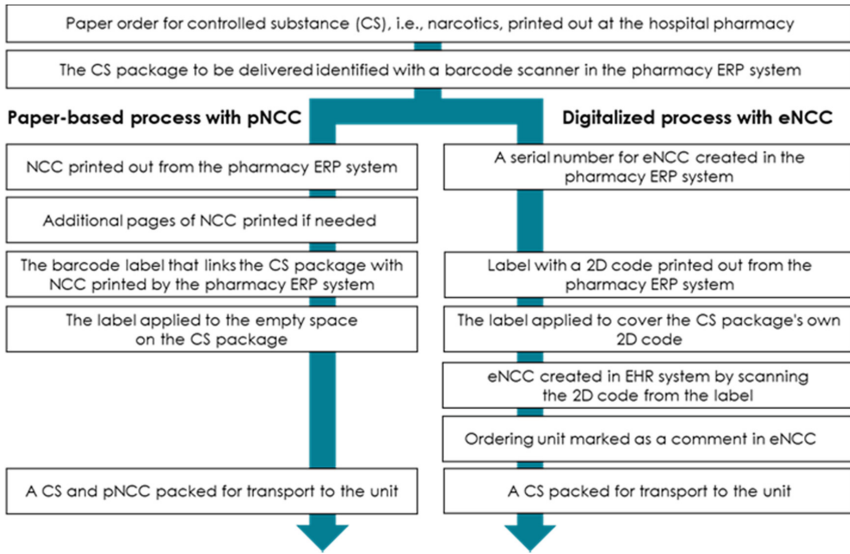 Paper order for controlled substance (CS), i.e., narcotics, printed out at the hospital pharmacy
The CS package to be delivered identified with a barcode scanner in the pharmacy ERP system
Paper-based process with pNCC
NCC printed out from the pharmacy ERP system
Additional pages of NCC printed if needed
The barcode label that links the CS package with
NCC printed by the pharmacy ERP system
The label applied to the empty space
on the CS package
A CS and pNCC packed for transport to the unit
Digitalized process with eNCC
A serial number for eNCC created in the
pharmacy ERP system
Label with a 2D code printed out from the
pharmacy ERP system
The label applied to cover the CS package's own
2D code
eNCC created in EHR system by scanning
the 2D code from the label
Ordering unit marked as a comment in eNCC
A CS packed for transport to the unit